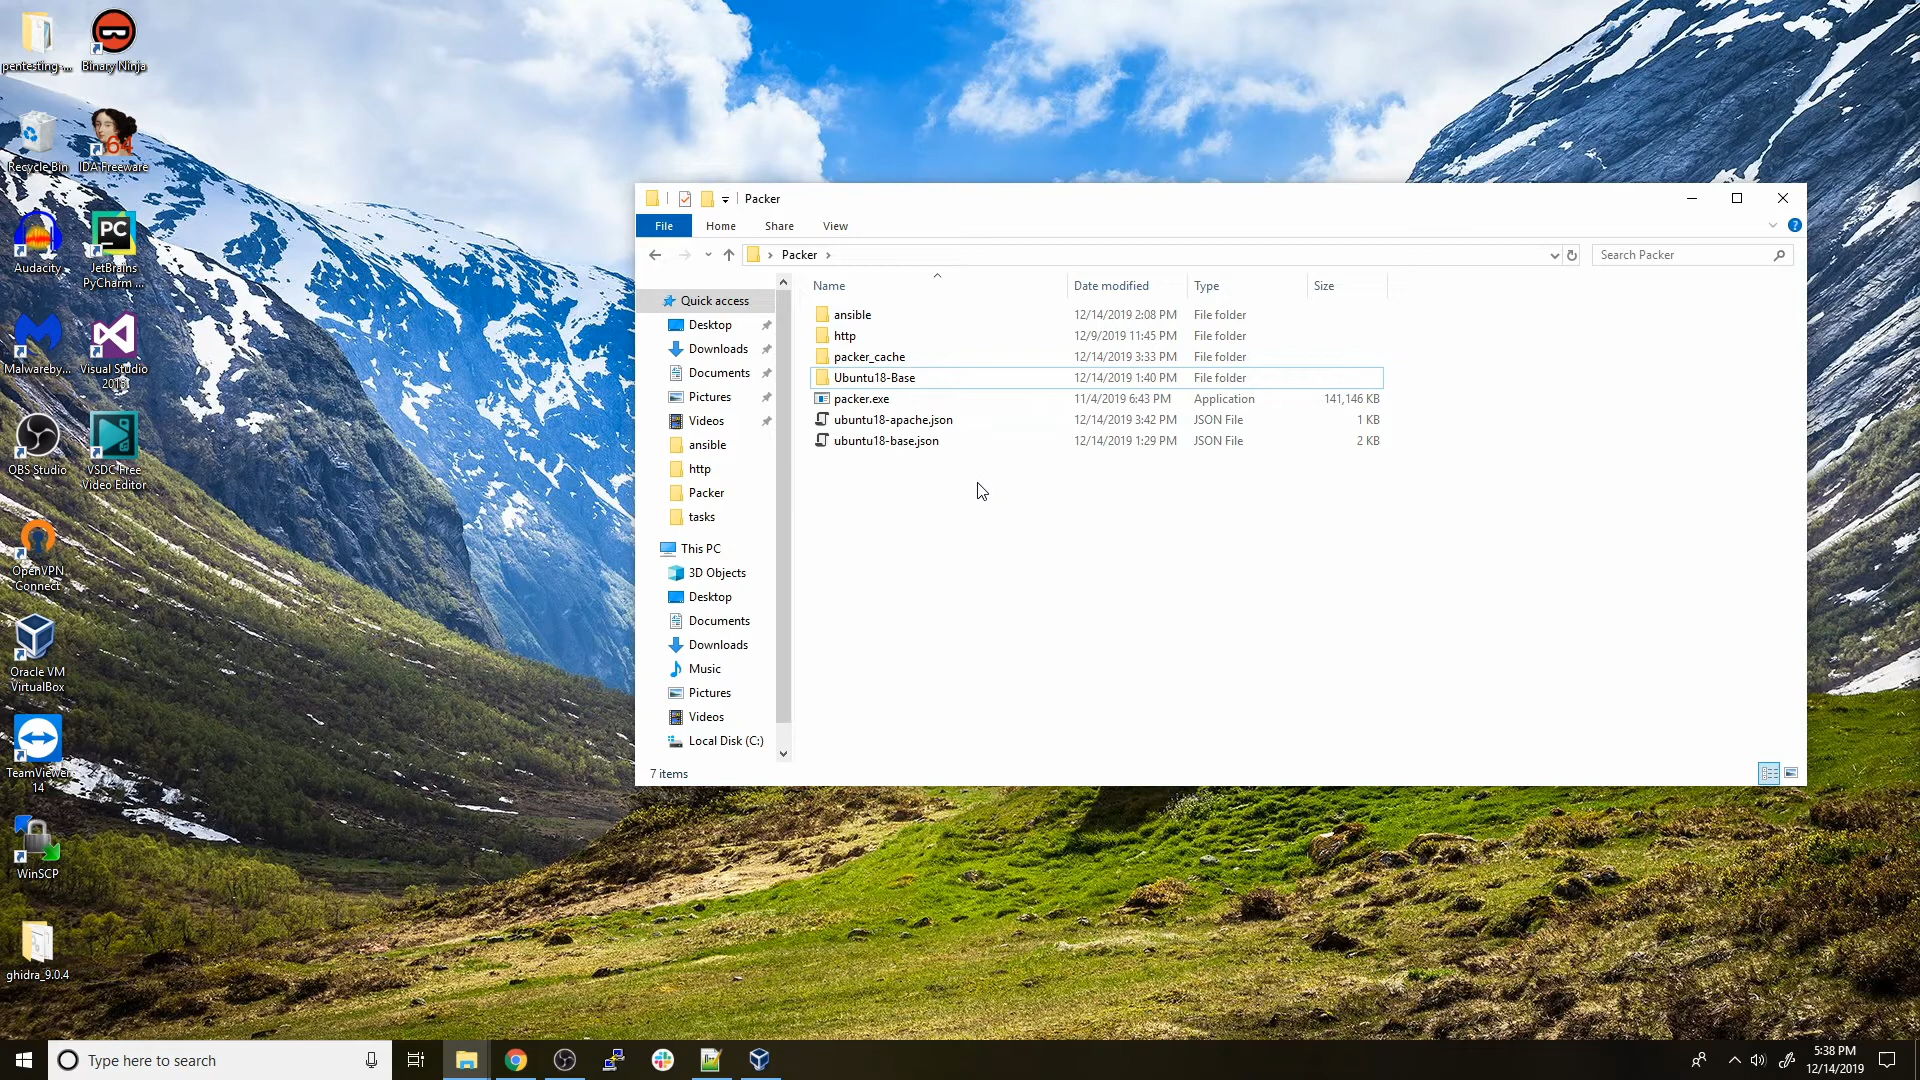 pentesting-...
Binary Ninja
Recycle Bin
IDA Freeware
64
Audacity
PC
JetBrains
PyCharm ...
Malwareby...
Visual Studio
OBS Studio
VSDC Free
Video Editor
OpenVPN
Connect
Oracle VM
VirtualBox
TeamViewer
14
WinSCP
ghidra_9.0.4
Packer
File
Home
Share
View
Packer
Search Packer
Name
Date modified
Type
Size
ansible 12/14/2019 2:08 PM File folder
http 12/9/2019 11:45 PM File folder
packer_cache 12/14/2019 3:33 PM File folder
Ubuntu18-Base 12/14/2019 1:40 PM File folder
packer.exe 11/4/2019 6:43 PM Application 141,146 KB
ubuntu18-apache.json 12/14/2019 3:42 PM JSON File 1 KB
ubuntu18-base.json 12/14/2019 1:29 PM JSON File 2 KB
Quick access
Desktop
Downloads
Documents
Pictures
Videos
ansible
http
Packer
tasks
This PC
3D Objects
Desktop
Documents
Downloads
Music
Pictures
Videos
Local Disk (C:)
7 items
Type here to search
5:38 PM
12/14/2019